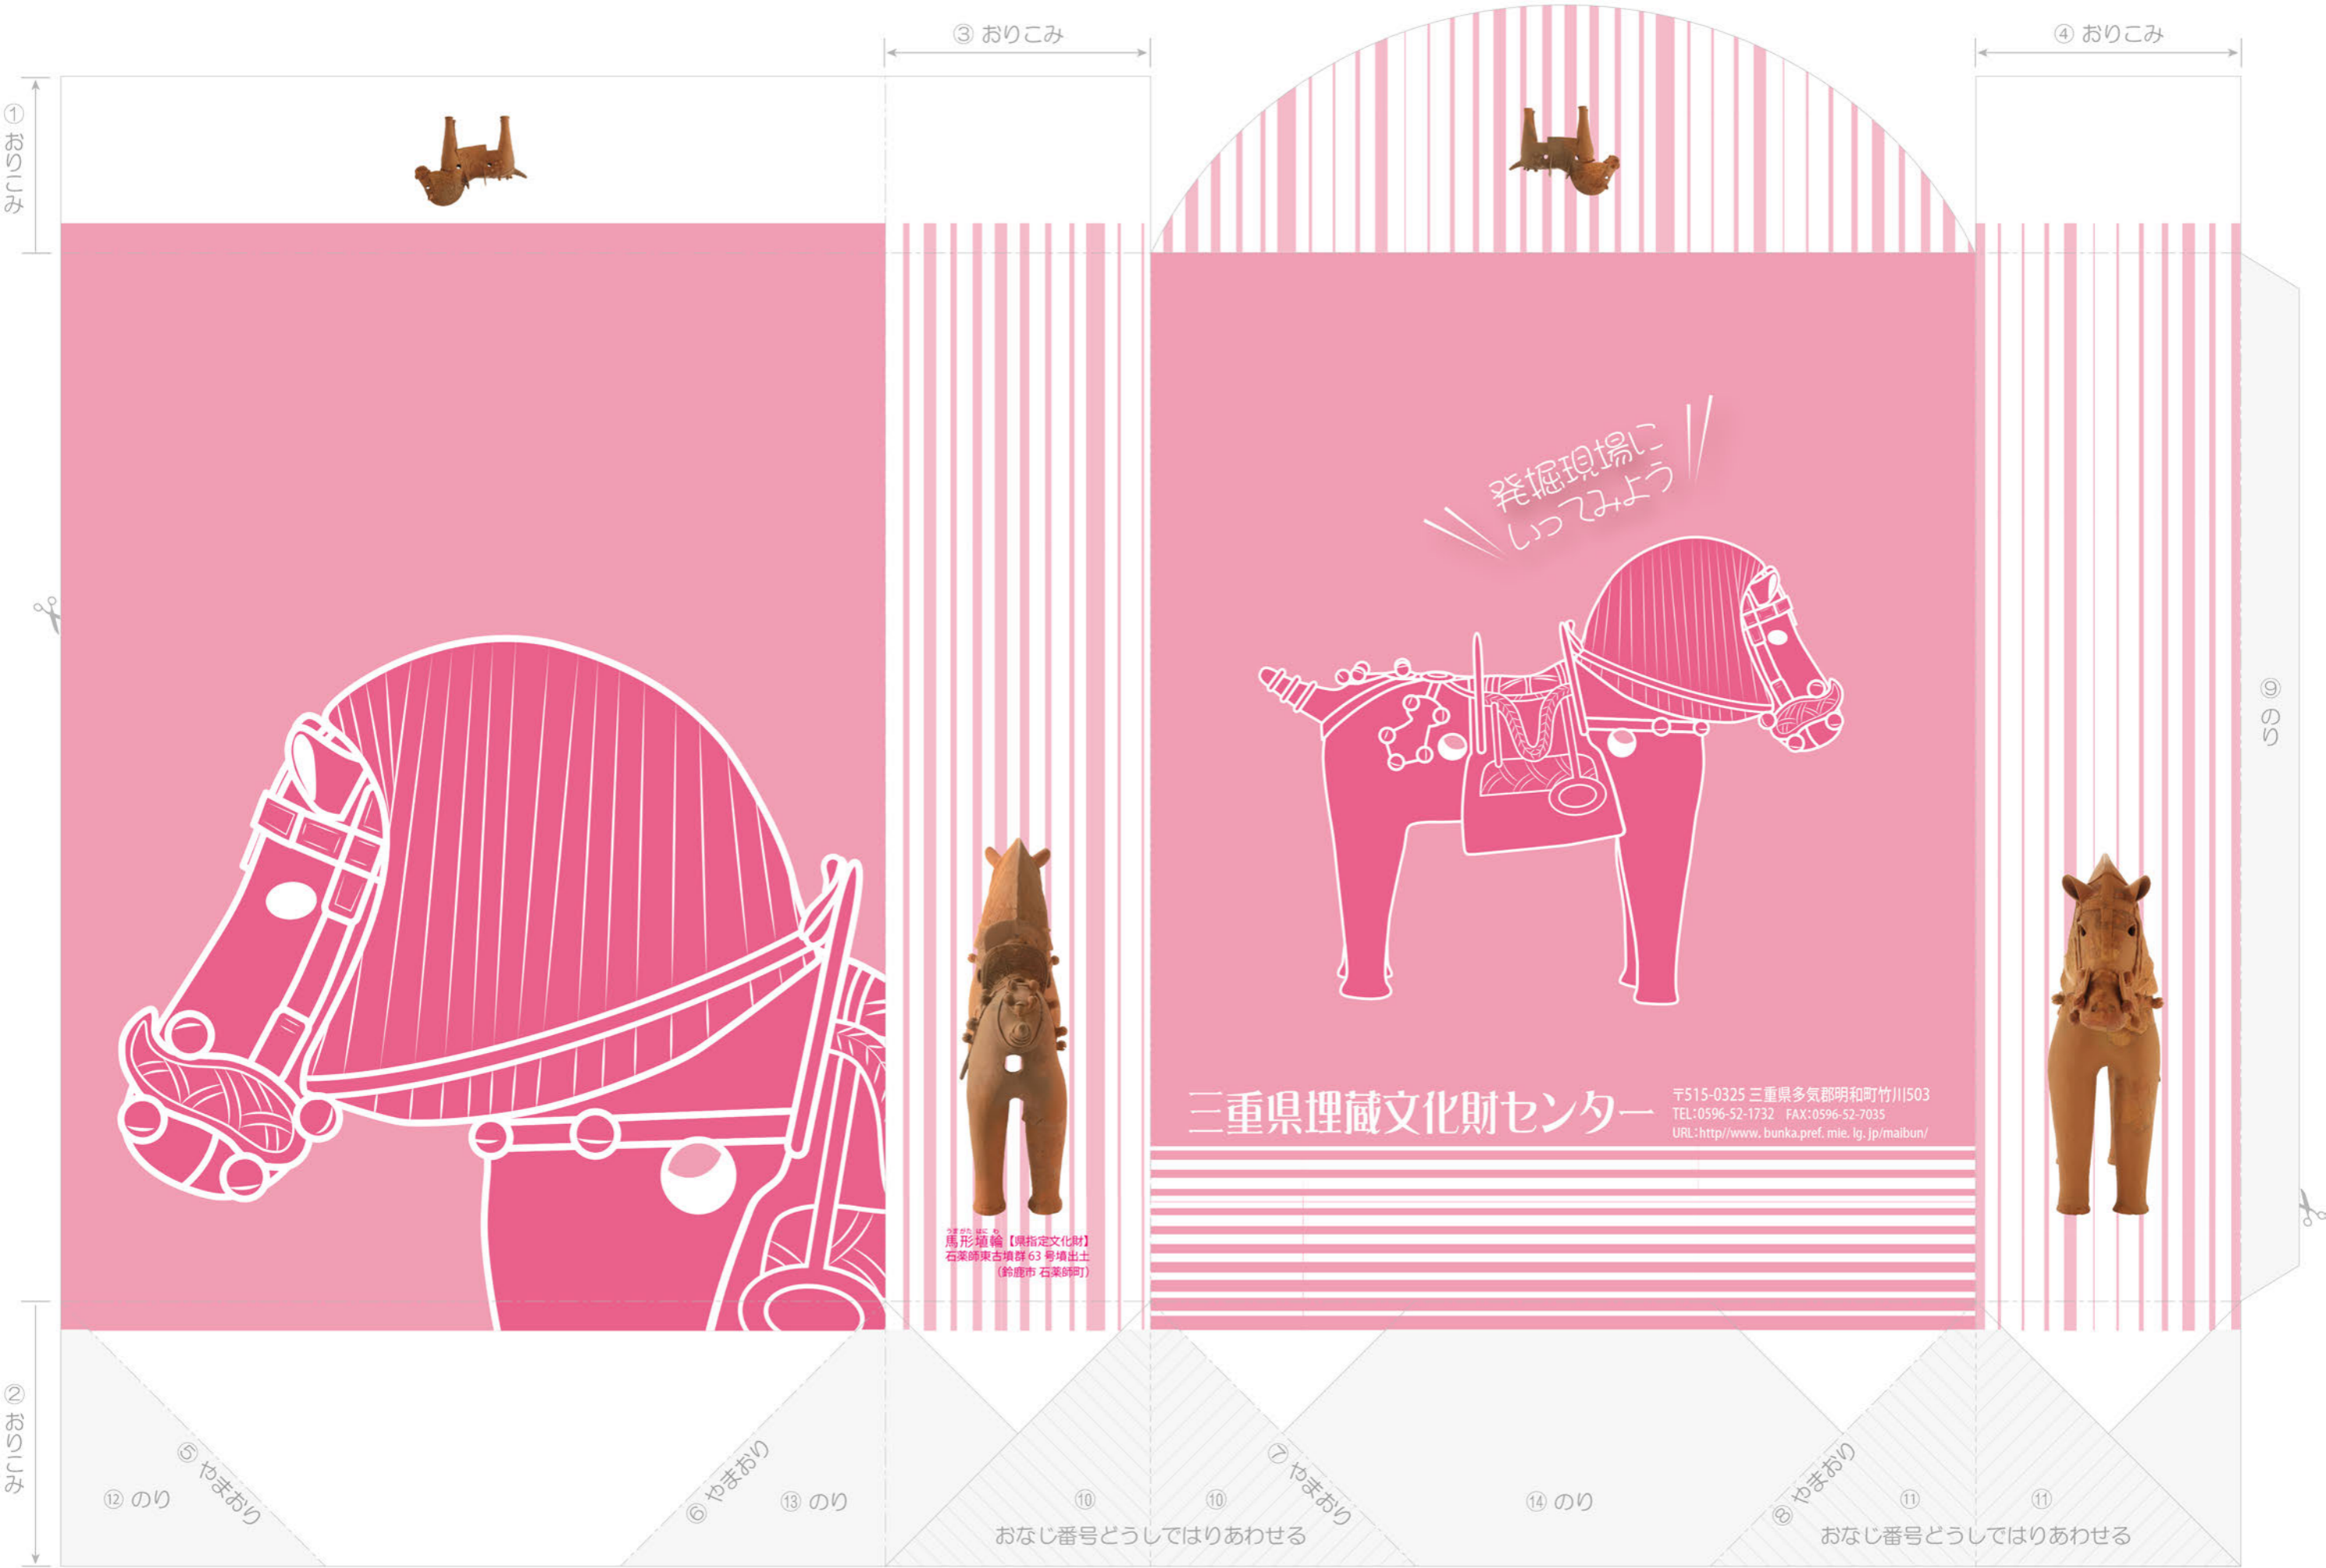 ③ おりこみ
④ おりこみ
① おりこみ
発掘現場に
いってみよう
⑨ のり
三重県埋蔵文化財センター
〒515-0325 三重県多気郡明和町竹川503
TEL:0596-52-1732 FAX:0596-52-7035
URL:http//www.bunka.pref.mie.lg.jp/maibun/
うまがた はに わ
馬形埴輪【県指定文化財】
石薬師東古墳群 63 号墳出土
(鈴鹿市 石薬師町)
② おりこみ
⑤ やまおり
⑥ やまおり
⑦ やまおり
⑧ やまおり
⑫ のり
⑬ のり
⑩
⑩
⑭ のり
⑪
⑪
おなじ番号どうしではりあわせる
おなじ番号どうしではりあわせる